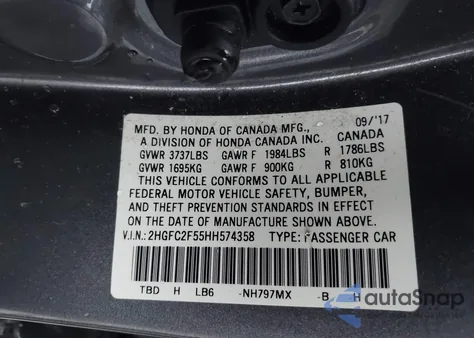 09/'17
MFD. BY HONDA OF CANADA MFG., CANADA
A DIVISION OF HONDA CANADA INC.
GVWR 3737LBS GAWR F 1984LBS R 1786LBS
GVWR 1695KG GAWR F 900KG R 810KG
THIS VEHICLE CONFORMS TO ALL APPLICABLE
FEDERAL MOTOR VEHICLE SAFETY, BUMPER,
AND THEFT PREVENTION STANDARDS IN EFFECT
ON THE DATE OF MANUFACTURE SHOWN ABOVE.
V.I.N.: 2HGFC2F55HH574358 TYPE: PASSENGER CAR
TBD H LB6 -NH797MX -B H
autoSnap